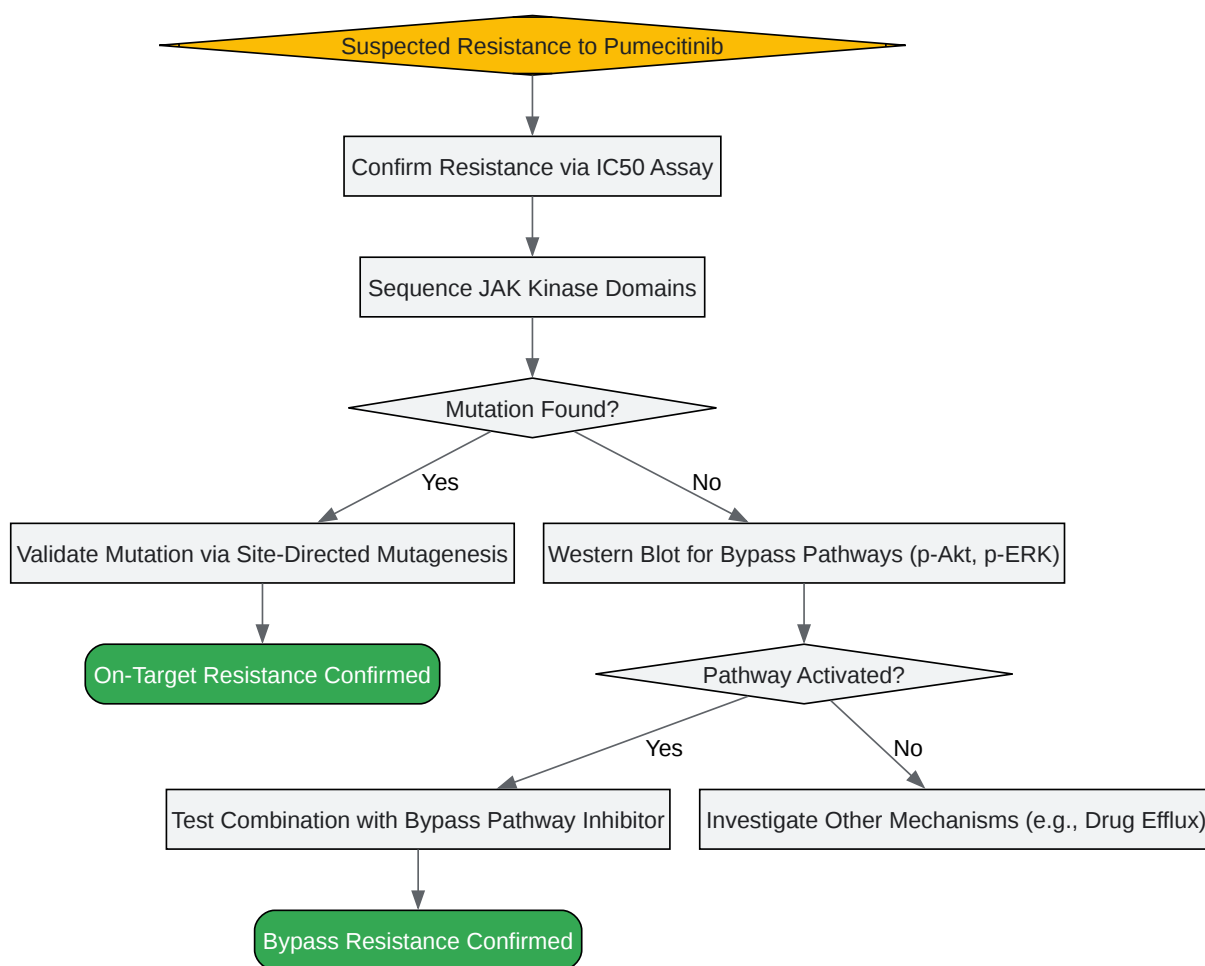 Suspected Resistance to Pumecitinib
Confirm Resistance via IC50 Assay
Sequence JAK Kinase Domains
Mutation Found?
Yes
No
Validate Mutation via Site-Directed Mutagenesis
Western Blot for Bypass Pathways (p-Akt, p-ERK)
On-Target Resistance Confirmed
Pathway Activated?
Yes
No
Test Combination with Bypass Pathway Inhibitor
Investigate Other Mechanisms (e.g., Drug Efflux)
Bypass Resistance Confirmed